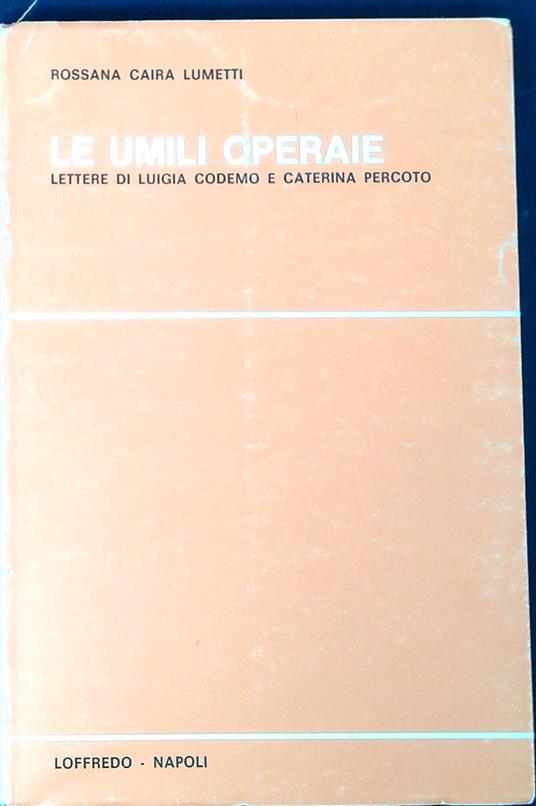 ROSSANA CAIRA LUMETTI
LE UMILI OPERAIE
LETTERE DI LUIGIA CODEMO E CATERINA PERCOTO
LOFFREDO - NAPOLI